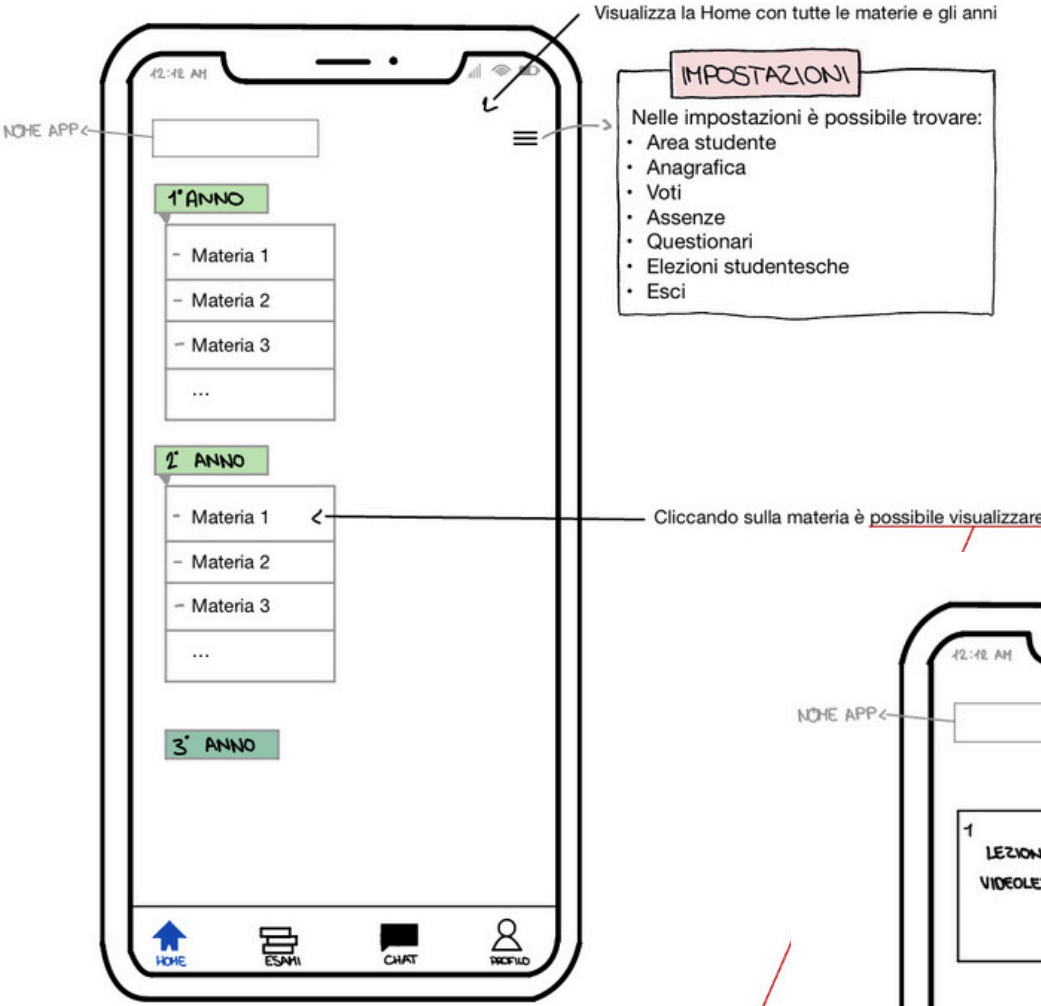 Visualizza la Home con tutte le materie e gli anni
12:12 AM
NOME APP
IMPOSTAZIONI
Nelle impostazioni è possibile trovare:
• Area studente
• Anagrafica
• Voti
• Assenze
• Questionari
• Elezioni studentesche
• Esci
1° ANNO
- Materia 1
- Materia 2
- Materia 3
...
2° ANNO
- Materia 1
- Materia 2
- Materia 3
...
Cliccando sulla materia è possibile visualizzare
3° ANNO
HOME
ESAMI
CHAT
PROFILO
12:12 AM
NOME APP
1
LEZION
VIDEOLE